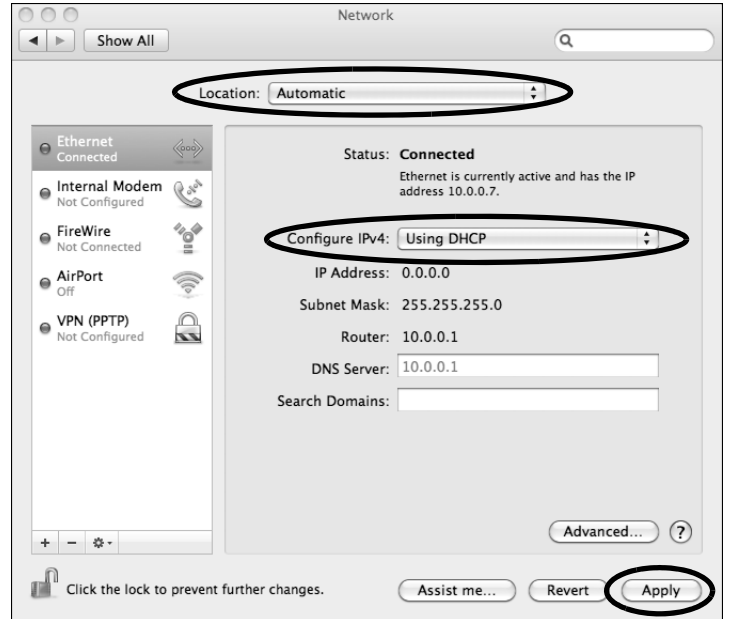 Network
Show All
Location: Automatic
Ethernet
Connected
Internal Modem
Not Configured
FireWire
Not Connected
AirPort
Off
VPN (PPTP)
Not Configured
Status: Connected
Ethernet is currently active and has the IP
address 10.0.0.7.
Configure IPv4: Using DHCP
IP Address: 0.0.0.0
Subnet Mask: 255.255.255.0
Router: 10.0.0.1
DNS Server: 10.0.0.1
Search Domains:
Advanced... ?
Click the lock to prevent further changes.
Assist me... Revert Apply